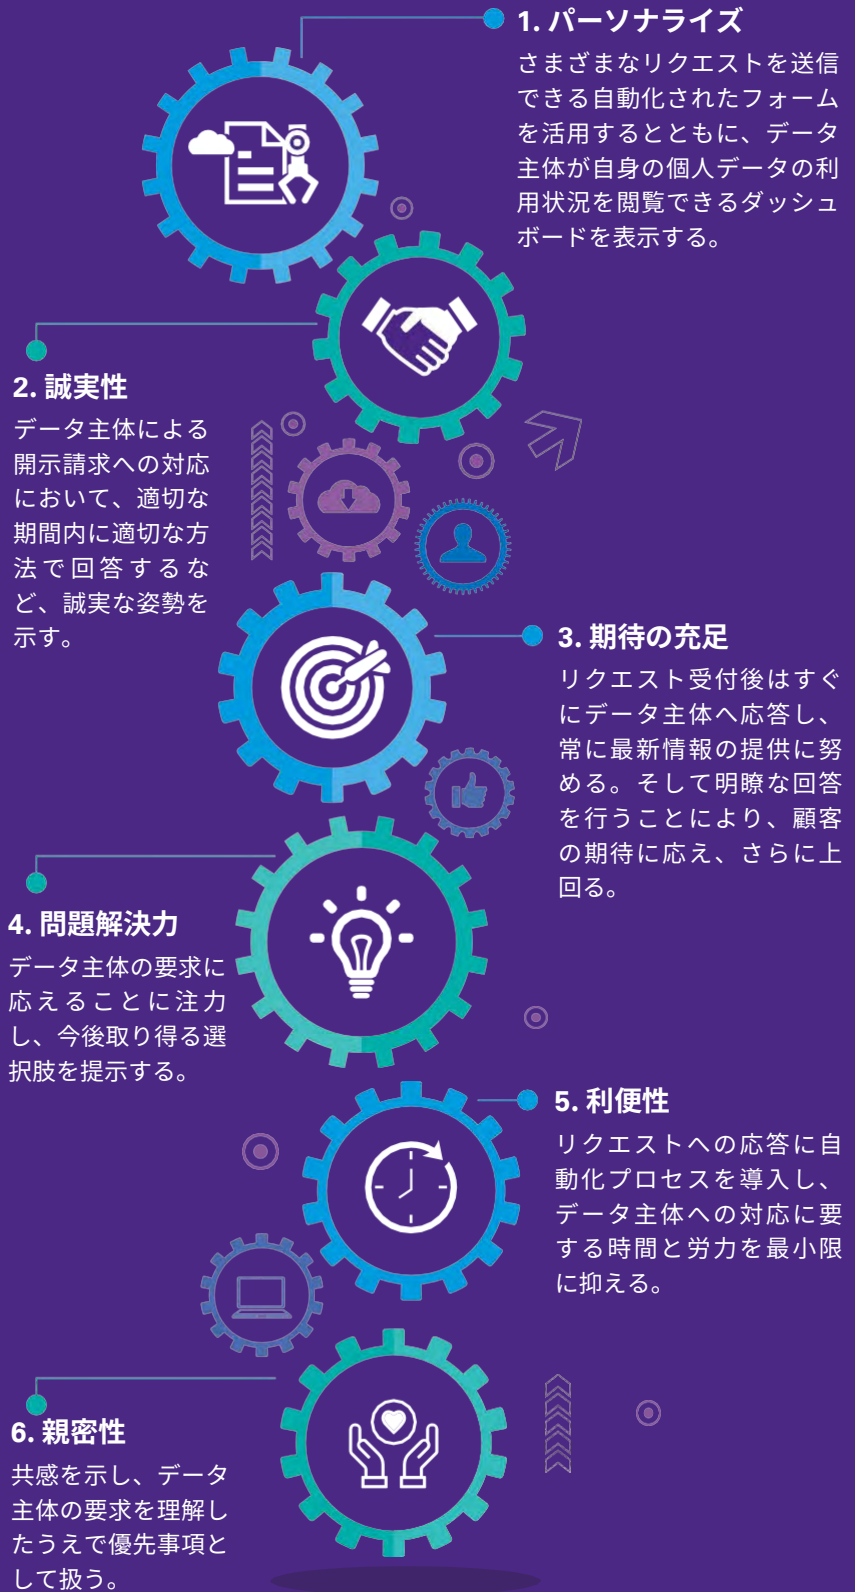 1. パーソナライズ
さまざまなリクエストを送信
できる自動化されたフォーム
を活用するとともに、データ
主体が自身の個人データの利
用状況を閲覧できるダッシュ
ボードを表示する。
2. 誠実性
データ主体による
開示請求への対応
において、適切な
期間内に適切な方
法で回答するな
ど、誠実な姿勢を
示す。
3. 期待の充足
リクエスト受付後はすぐ
にデータ主体へ応答し、
常に最新情報の提供に努
める。そして明瞭な回答
を行うことにより、顧客
の期待に応え、さらに上
回る。
4. 問題解決力
データ主体の要求に
応えることに注力
し、今後取り得る選
択肢を提示する。
5. 利便性
リクエストへの応答に自
動化プロセスを導入し、
データ主体への対応に要
する時間と労力を最小限
に抑える。
6. 親密性
共感を示し、データ
主体の要求を理解し
たうえで優先事項と
して扱う。